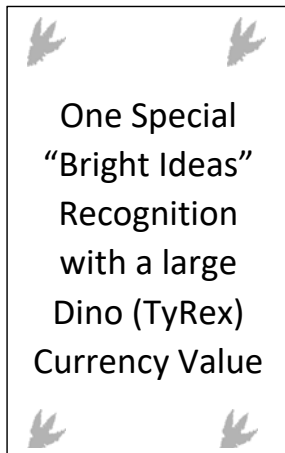 One Special
“Bright Ideas”
Recognition
with a large
Dino (TyRex)
Currency Value